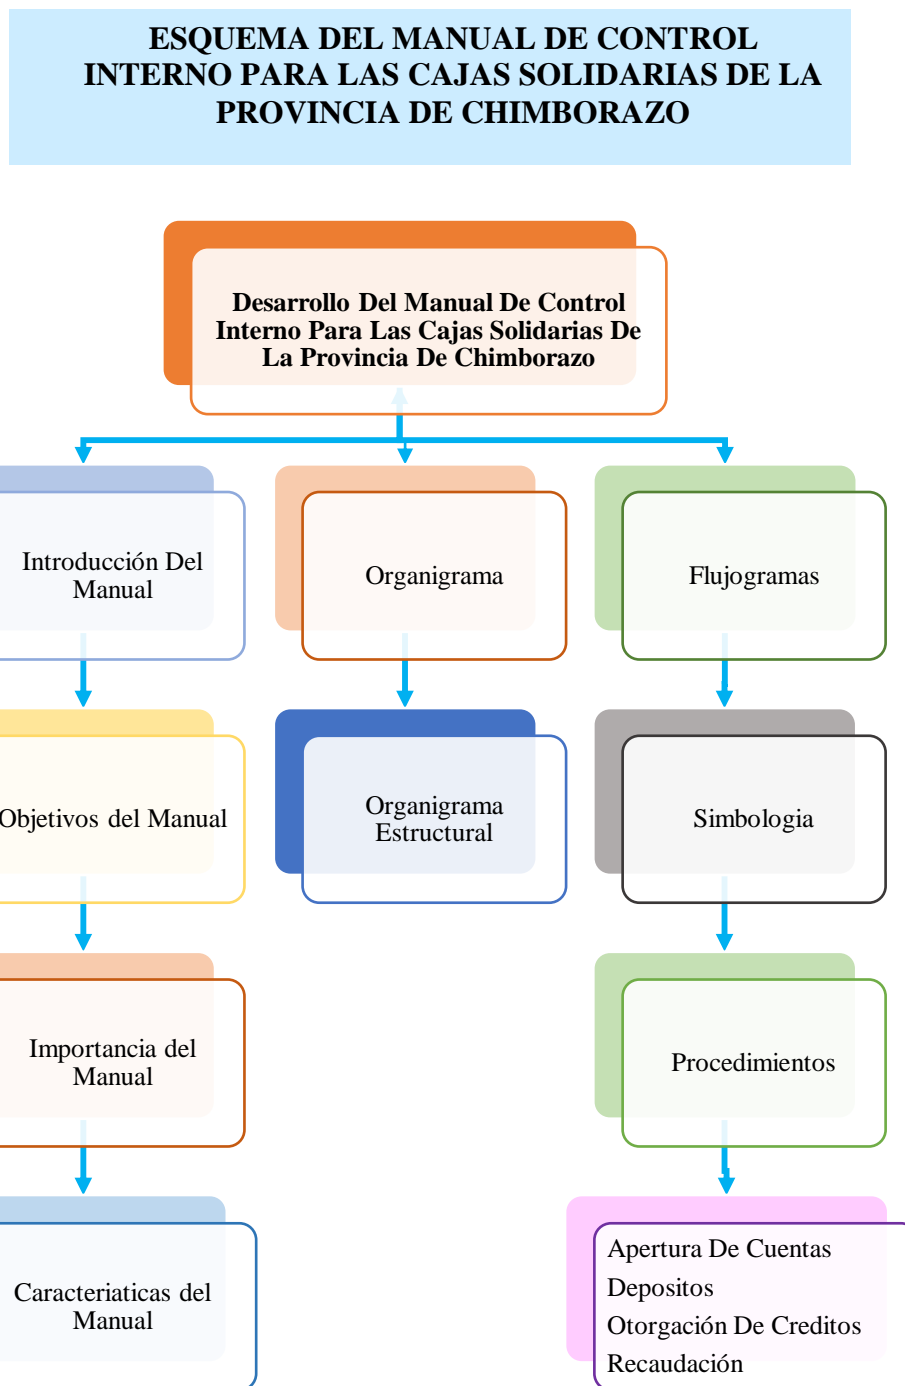 ESQUEMA DEL MANUAL DE CONTROL
INTERNO PARA LAS CAJAS SOLIDARIAS DE LA
PROVINCIA DE CHIMBORAZO
Desarrollo Del Manual De Control
Interno Para Las Cajas Solidarias De
La Provincia De Chimborazo
Introducción Del
Manual
Organigrama
Flujogramas
Objetivos del Manual
Organigrama
Estructural
Simbologia
Importancia del
Manual
Procedimientos
Caracteriaticas del
Manual
Apertura De Cuentas
Depositos
Otorgación De Creditos
Recaudación